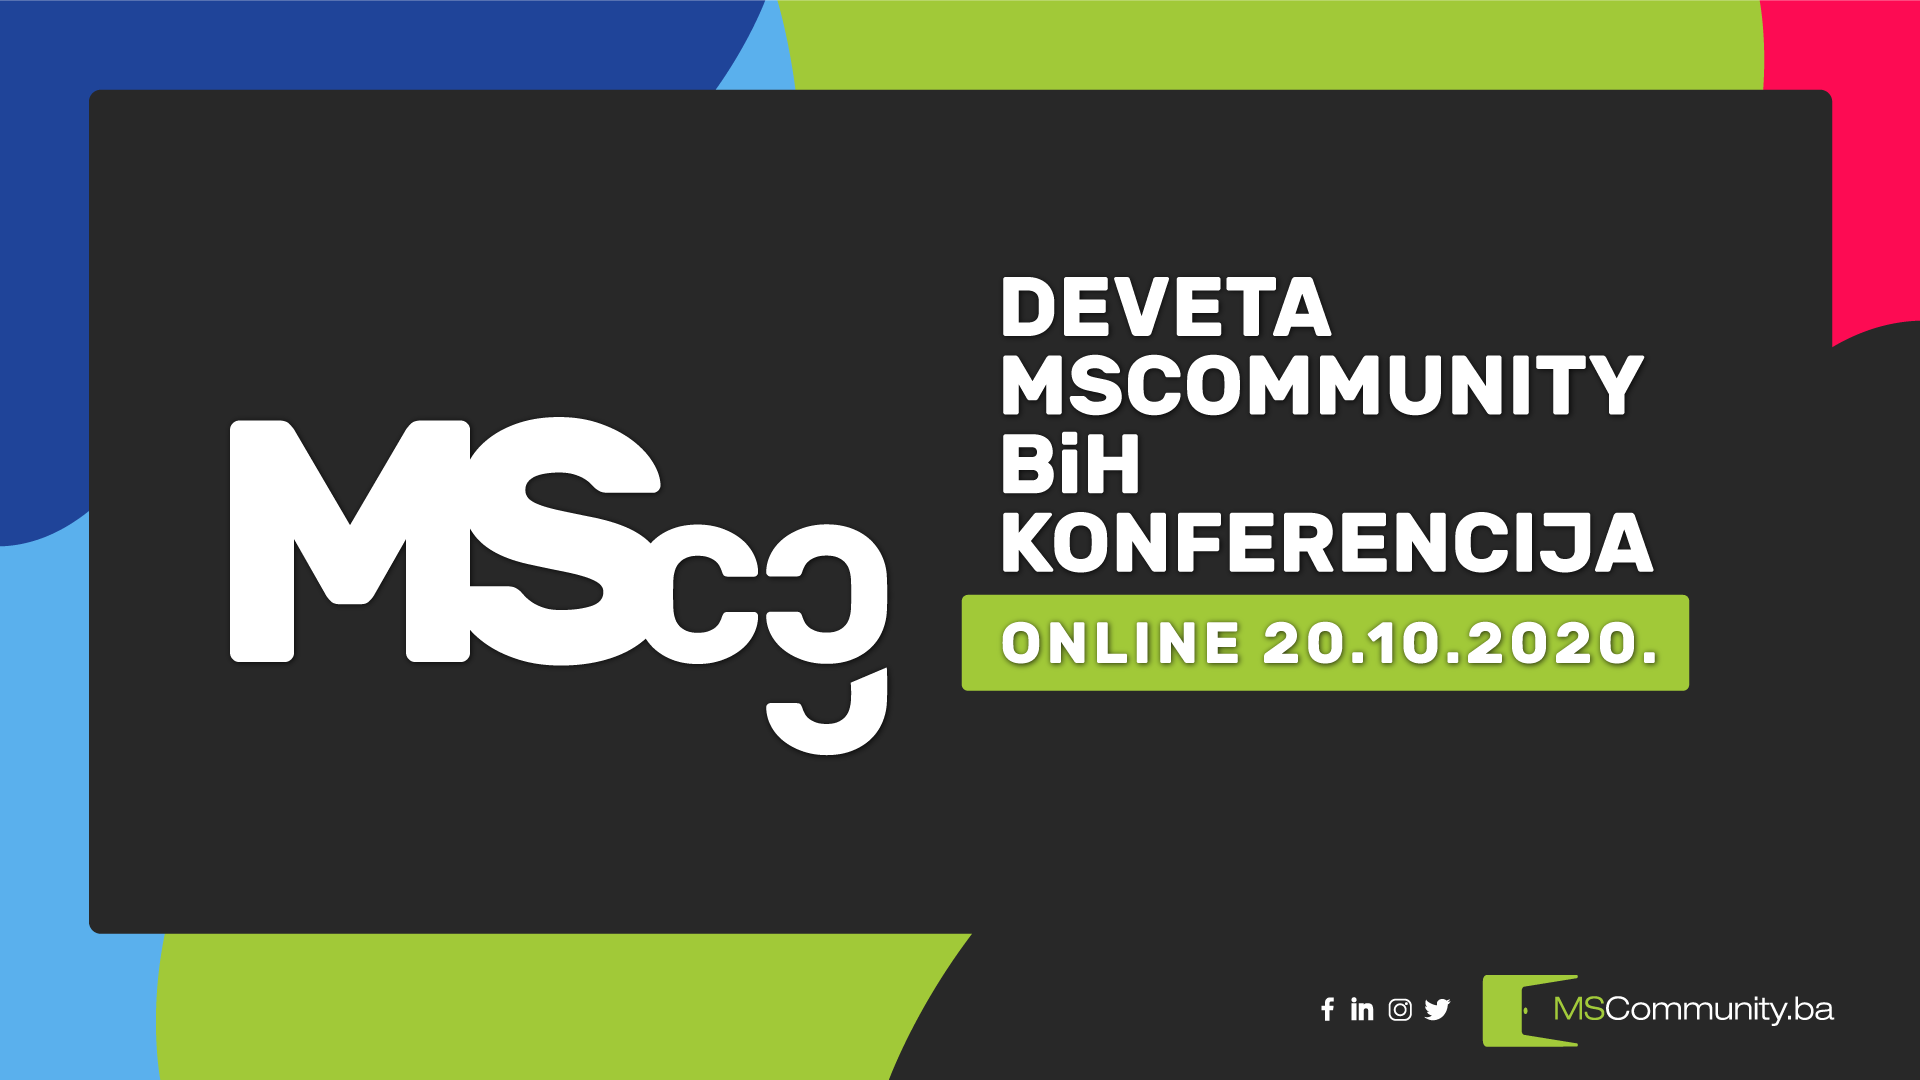 MSc9
DEVETA
MSCOMMUNITY
BiH
KONFERENCIJA
ONLINE 20.10.2020.
MSCommunity.ba